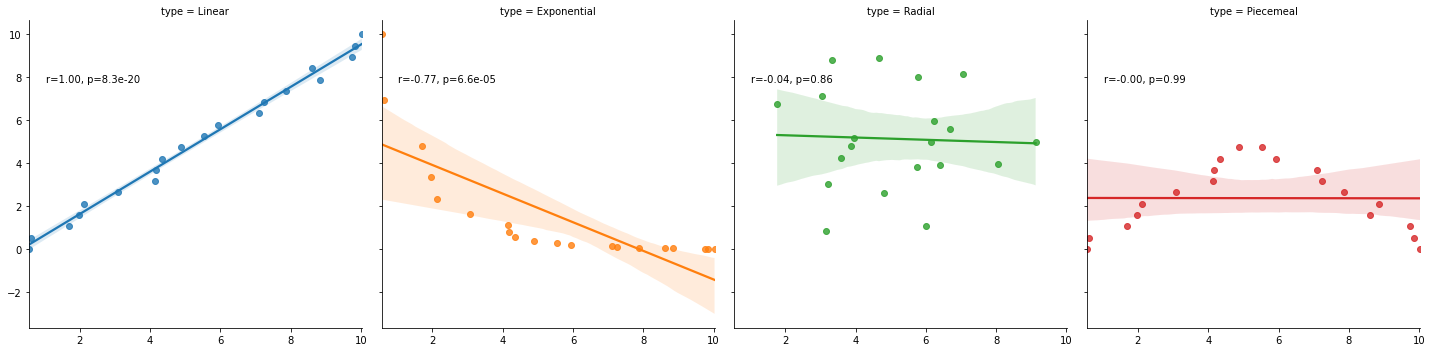 type = Linear
type = Exponential
type = Radial
type = Piecemeal
r=1.00, p=8.3e-20
r=-0.77, p=6.6e-05
r=-0.04, p=0.86
r=-0.00, p=0.99
10
8
6
4
2
0
−2
2 4 6 8 10
2 4 6 8 10
2 4 6 8 10
2 4 6 8 10